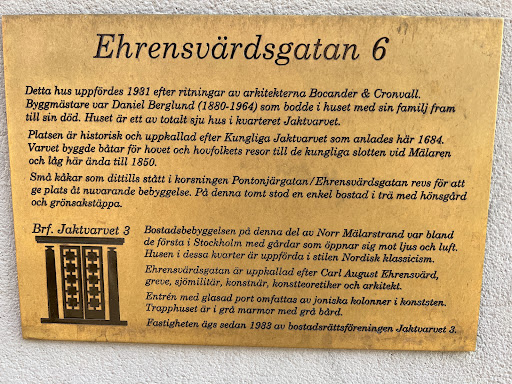 Ehrensvärdsgatan 6
Detta hus uppfördes 1931 efter ritningar av arkitekterna Bocander & Cronvall.
Byggmästare var Daniel Berglund (1880-1964) som bodde i huset med sin familj fram
till sin död. Huset är ett av totalt sju hus i kvarteret Jaktvarvet.
Platsen är historisk och uppkallad efter Kungliga Jaktvarvet som anlades här 1684.
Varvet byggde båtar för hovet och hovfolkets resor till de kungliga slotten vid Mälaren
och låg här ända till 1850.
Små kåkar som dittills stått i korsningen Pontonjärgatan/Ehrensvärdsgatan revs för att
ge plats åt nuvarande bebyggelse. På denna tomt stod en enkel bostad i trä med hönsgård
och grönsakstäppa.
Brf. Jaktvarvet 3
Bostadsbebyggelsen på denna del av Norr Mälarstrand var bland
de första i Stockholm med gårdar som öppnar sig mot ljus och luft.
Husen i dessa kvarter är uppförda i stilen Nordisk klassicism.
Ehrensvärdsgatan är uppkallad efter Carl August Ehrensvärd,
greve, sjömilitär, konstnär, konstteoretiker och arkitekt.
Entrén med glasad port omfattas av joniska kolonner i konststen.
Trapphuset är i grå marmor med grå bård.
Fastigheten ägs sedan 1933 av bostadsrättsföreningen Jaktvarvet 3.